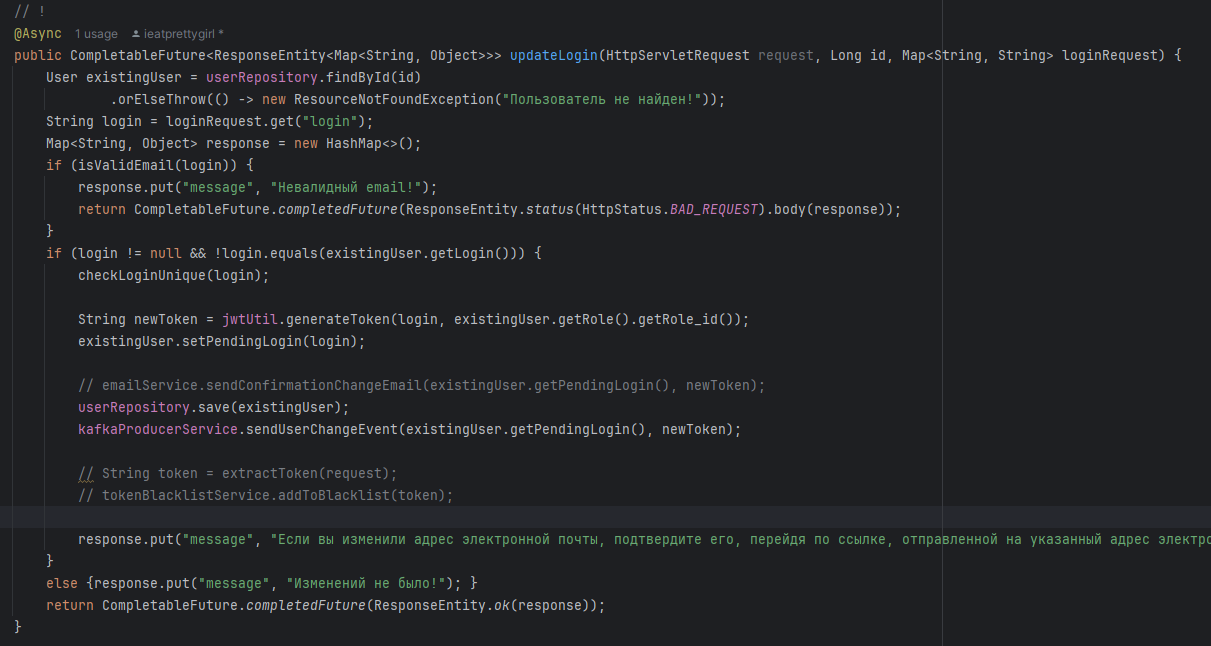 // !
@Async 1 usage ieatprettygirl *
public CompletableFuture<ResponseEntity<Map<String, Object>>> updateLogin(HttpServletRequest request, Long id, Map<String, String> loginRequest) {
User existingUser = userRepository.findById(id)
.orElseThrow(() -> new ResourceNotFoundException("Пользователь не найден!"));
String login = loginRequest.get("login");
Map<String, Object> response = new HashMap<>();
if (isValidEmail(login)) {
response.put("message", "Невалидный email!");
return CompletableFuture.completedFuture(ResponseEntity.status(HttpStatus.BAD_REQUEST).body(response));
}
if (login != null && !login.equals(existingUser.getLogin())) {
checkLoginUnique(login);
String newToken = jwtUtil.generateToken(login, existingUser.getRole().getRole_id());
existingUser.setPendingLogin(login);
// emailService.sendConfirmationChangeEmail(existingUser.getPendingLogin(), newToken);
userRepository.save(existingUser);
kafkaProducerService.sendUserChangeEvent(existingUser.getPendingLogin(), newToken);
// String token = extractToken(request);
// tokenBlacklistService.addToBlacklist(token);
response.put("message", "Если вы изменили адрес электронной почты, подтвердите его, перейдя по ссылке, отправленной на указанный адрес
}
else {response.put("message", "Изменений не было!"); }
return CompletableFuture.completedFuture(ResponseEntity.ok(response));
}